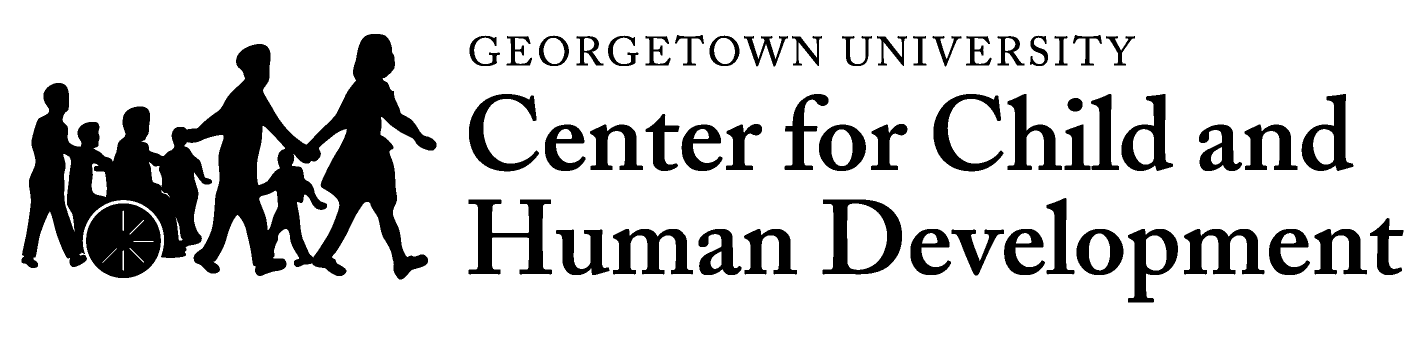 GEORGETOWN UNIVERSITY
Center for Child and
Human Development